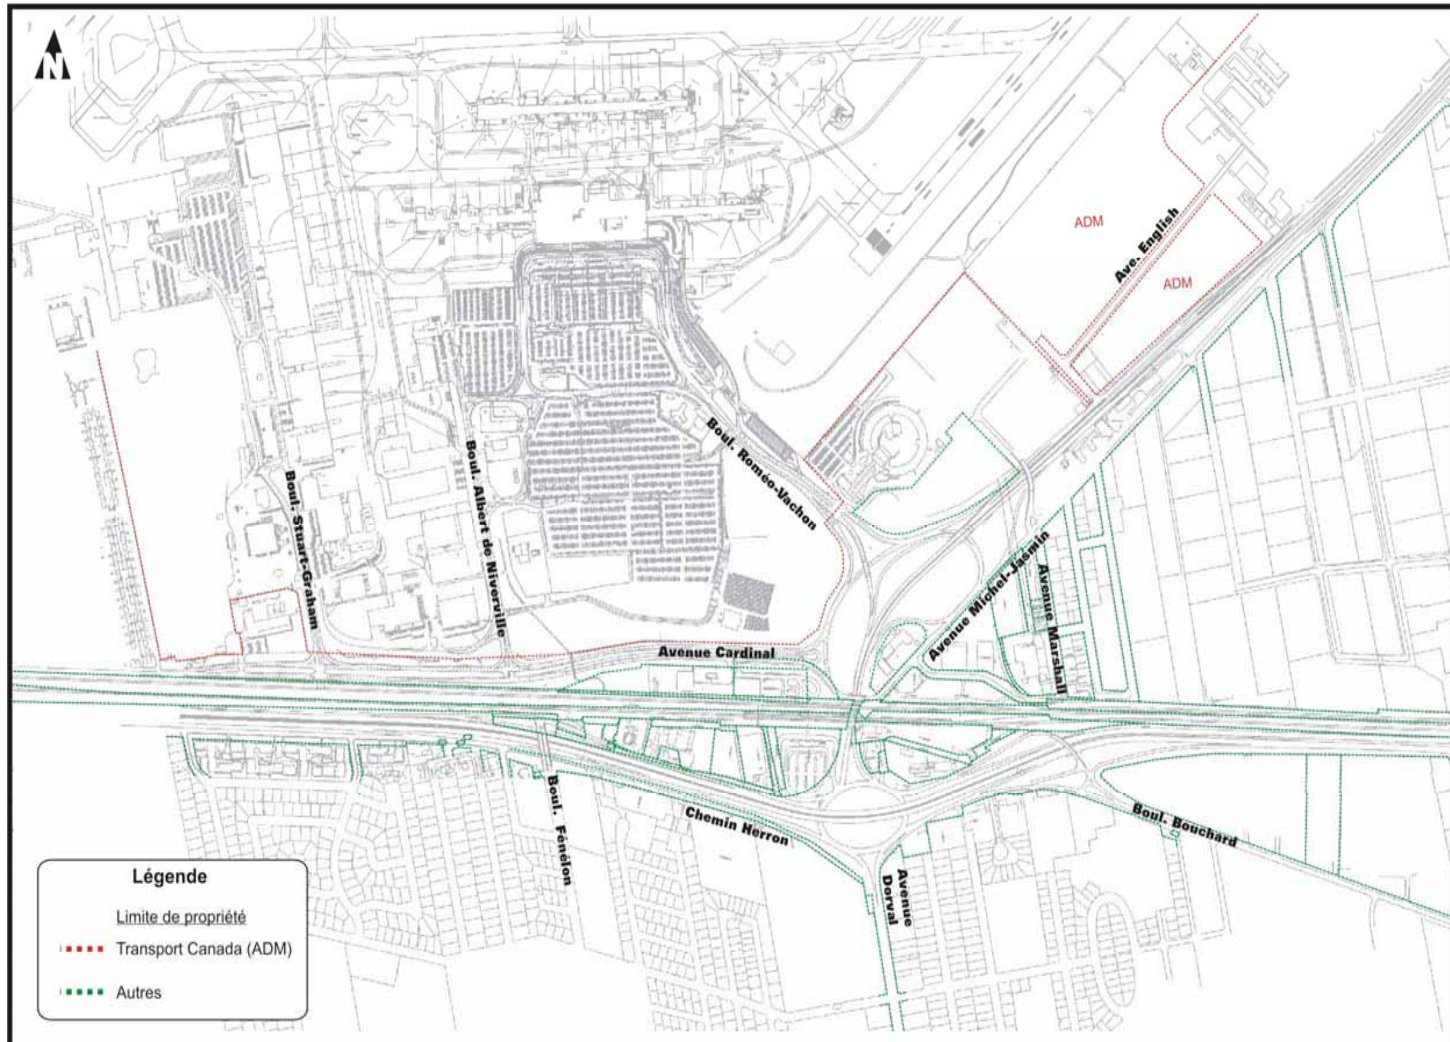 N
ADM
Ave. English
ADM
Boul. Roméo-Vachon
Boul. Stuart-Graham
Boul. Albert de Niverville
Avenue Michel-Jasmin
Avenue Marshall
Avenue Cardinal
Boul. Fénélon
Chemin Herron
Boul. Bouchard
Avenue
Dorval
Légende
Limite de propriété
Transport Canada (ADM)
Autres